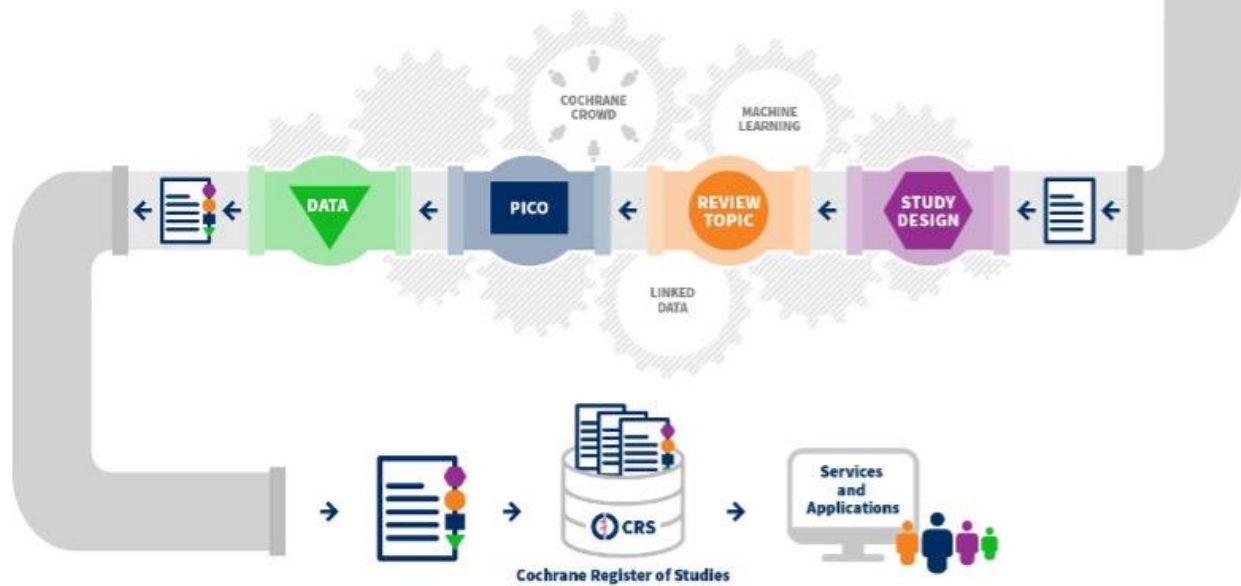 COCHRANE
CROWD
MACHINE
LEARNING
DATA
PICO
REVIEW
TOPIC
STUDY
DESIGN
LINKED
DATA
CRS
Cochrane Register of Studies
Services
and
Applications